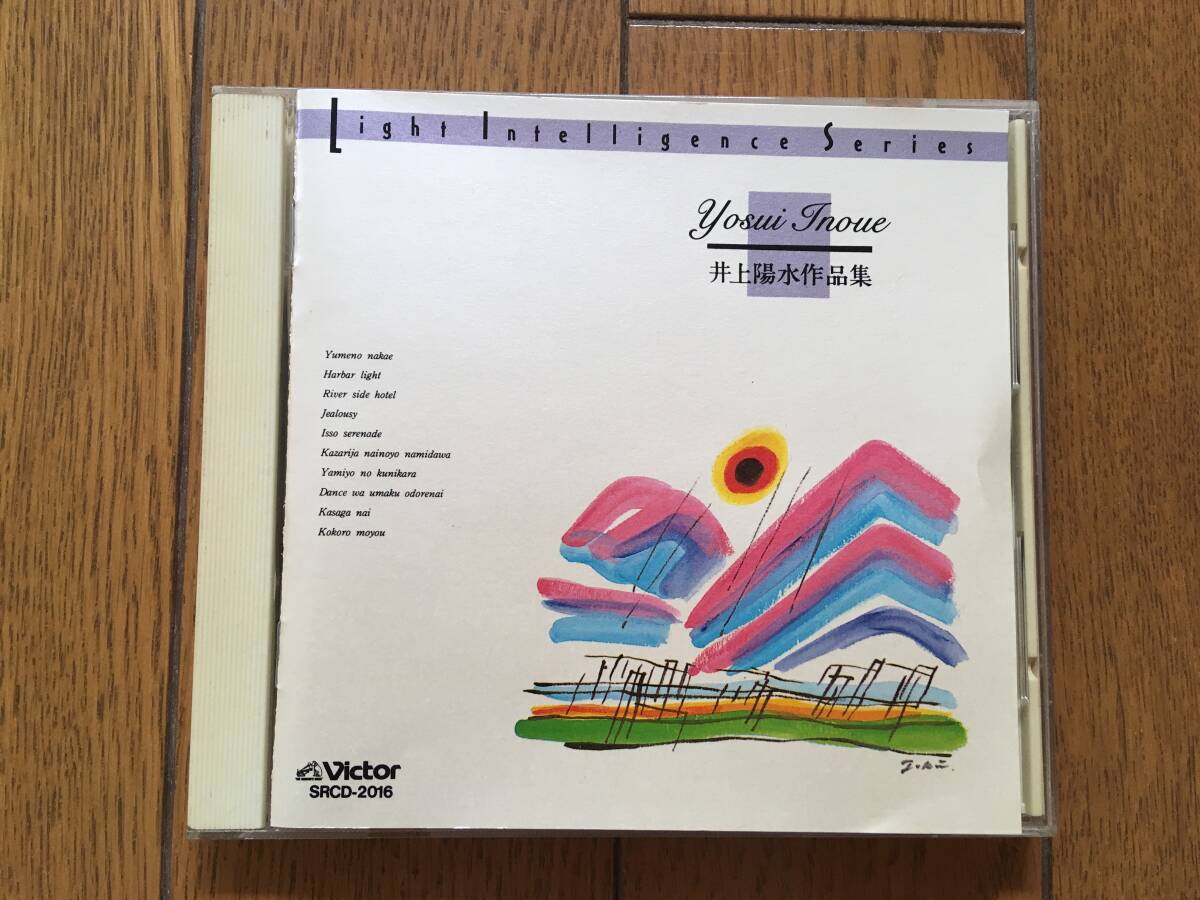 Light Intelligence Series
Yosui Inoue
井上陽水作品集
Yumeno nakae
Harbar light
River side hotel
Jealousy
Isso serenade
Kazarija nainoyo namidawa
Yamiyo no kunikara
Dance wa umaku odorenai
Kasaga nai
Kokoro moyou
Victor
SRCD-2016